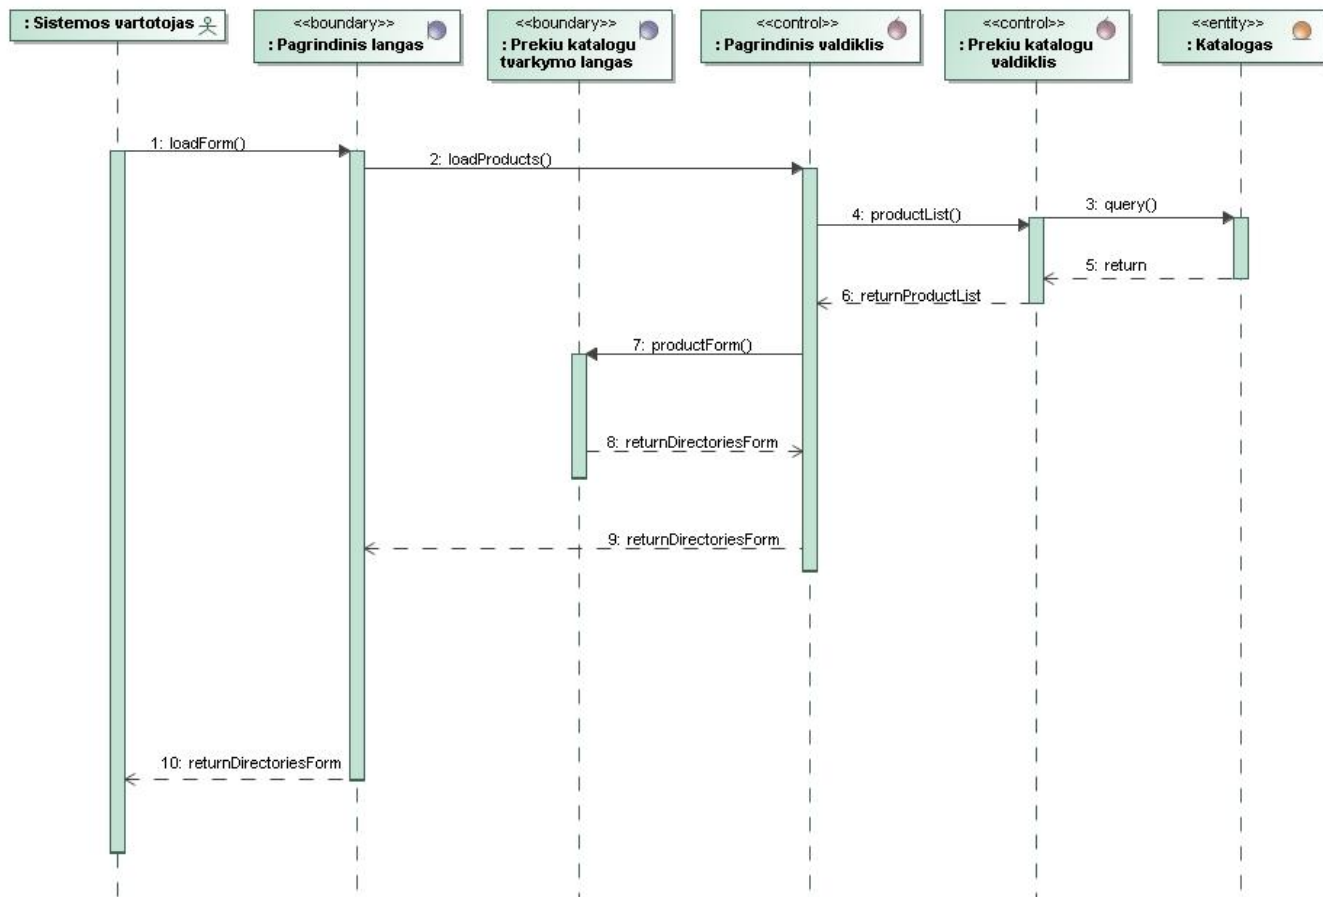 : Sistemos vartotojas
<<boundary>>
: Pagrindinis langas
<<boundary>>
: Prekiu katalogu
tvarkymo langas
<<control>>
: Pagrindinis valdiklis
<<control>>
: Prekiu katalogu
valdiklis
<<entity>>
: Katalogas
1: loadForm()
2: loadProducts()
3: query()
4: productList()
5: return
6: returnProductList
7: productForm()
8: returnDirectoriesForm
9: returnDirectoriesForm
10: returnDirectoriesForm